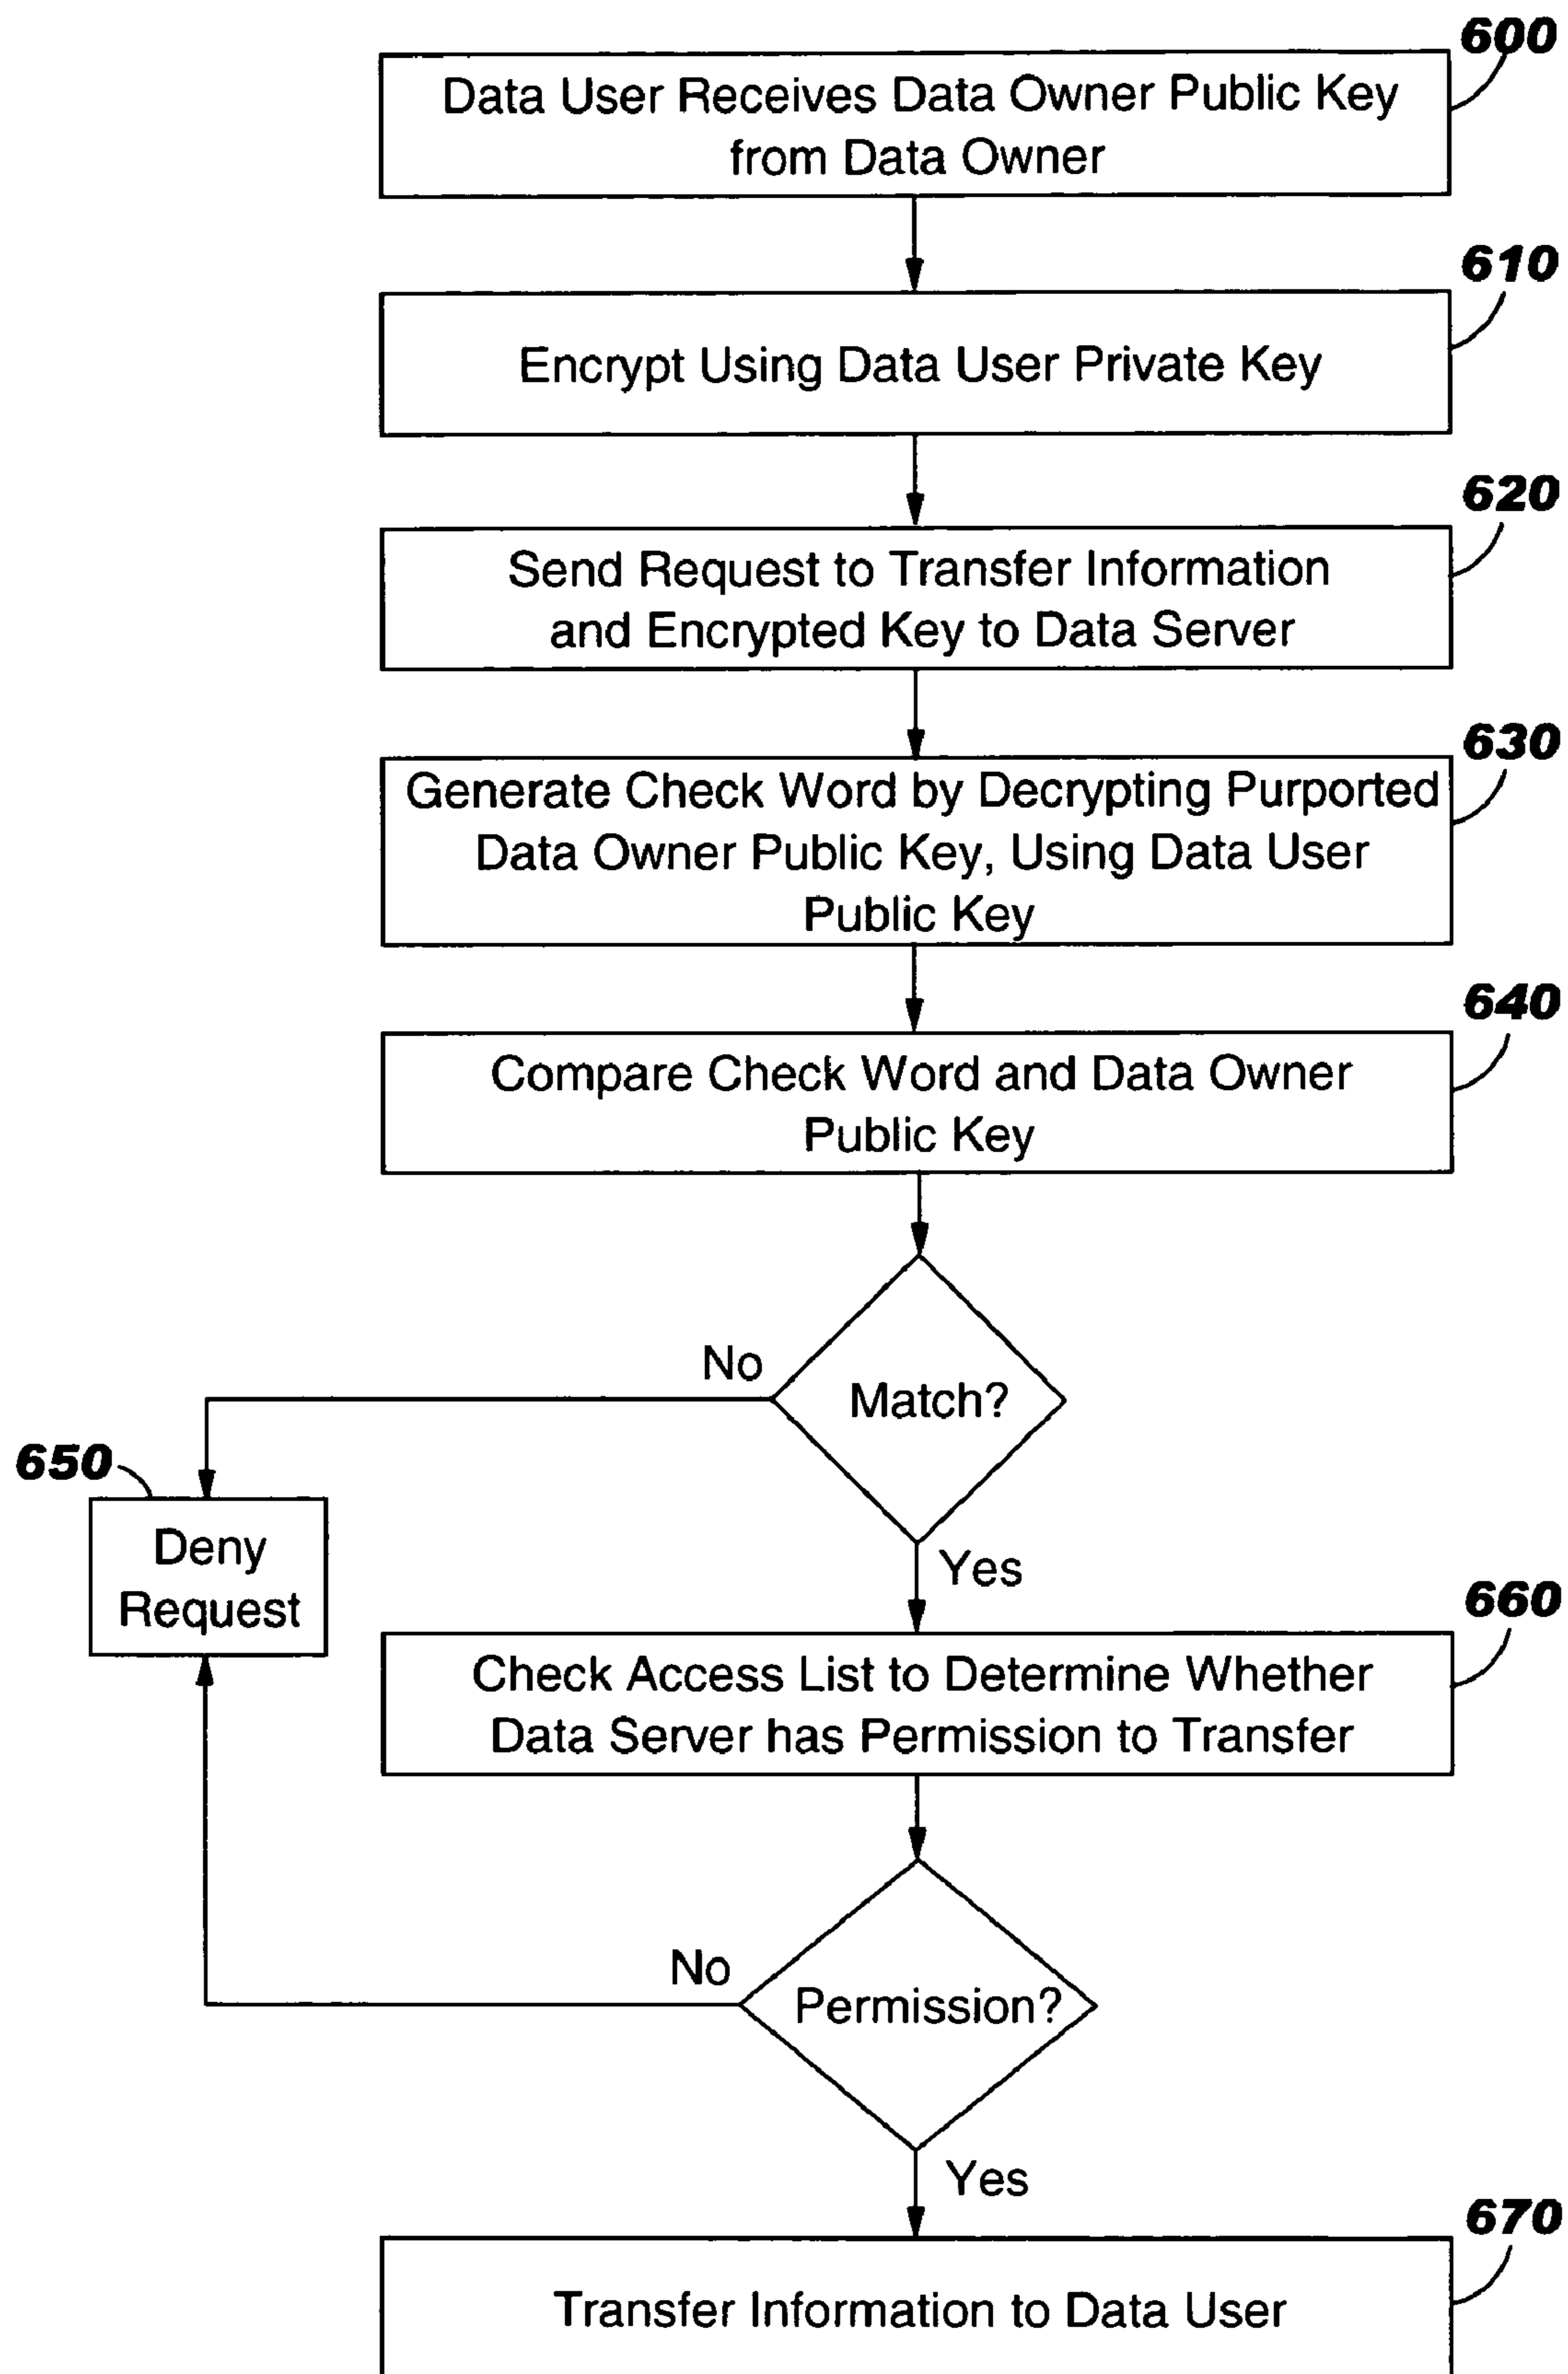 600
Data User Receives Data Owner Public Key
from Data Owner
610
Encrypt Using Data User Private Key
620
Send Request to Transfer Information
and Encrypted Key to Data Server
630
Generate Check Word by Decrypting Purported
Data Owner Public Key, Using Data User
Public Key
640
Compare Check Word and Data Owner
Public Key
No
Match?
650
Deny
Request
Yes
660
Check Access List to Determine Whether
Data Server has Permission to Transfer
No
Permission?
Yes
670
Transfer Information to Data User